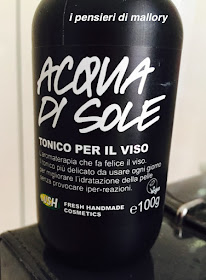 i pensieri di mallory
ACQUA
DI SOLE
TONICO PER IL VISO
L'aromaterapia che fa felice il viso.
Il tonico più delicato da usare ogni giorno
per migliorare l'idratazione della pelle
senza provocare iper-reazioni.
LUSH
FRESH HANDMADE
COSMETICS
e 100g